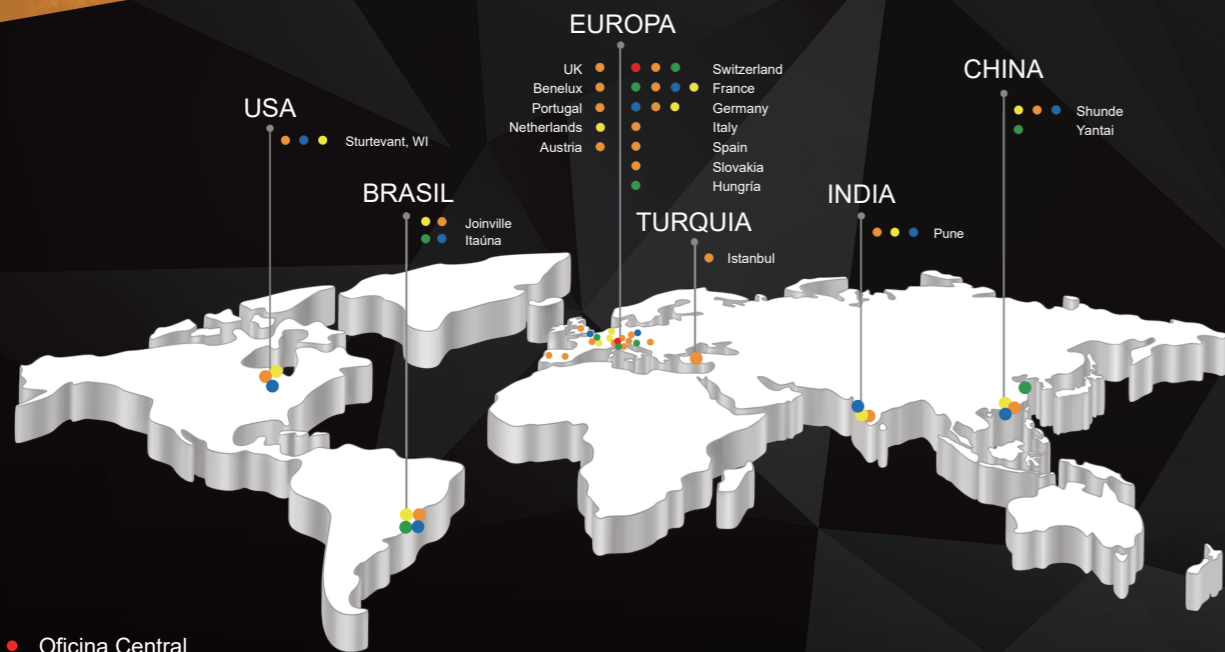 EUROPA
UK
Benelux
Portugal
Netherlands
Austria
Switzerland
France
Germany
Italy
Spain
Slovakia
Hungría
CHINA
Shunde
Yantai
USA
Sturtevant, WI
BRASIL
Joinville
Itaúna
TURQUIA
Istanbul
INDIA
Pune
Oficina Central